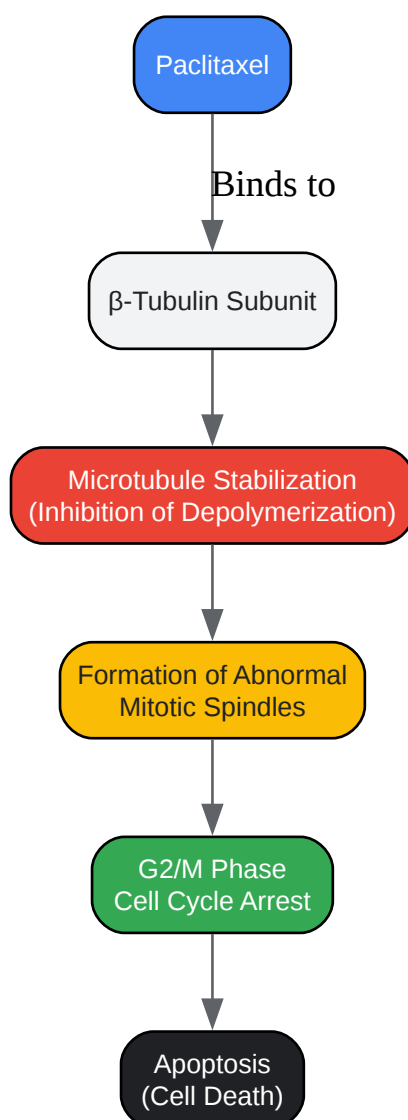 Paclitaxel
Binds to
β-Tubulin Subunit
Microtubule Stabilization
(Inhibition of Depolymerization)
Formation of Abnormal
Mitotic Spindles
G2/M Phase
Cell Cycle Arrest
Apoptosis
(Cell Death)